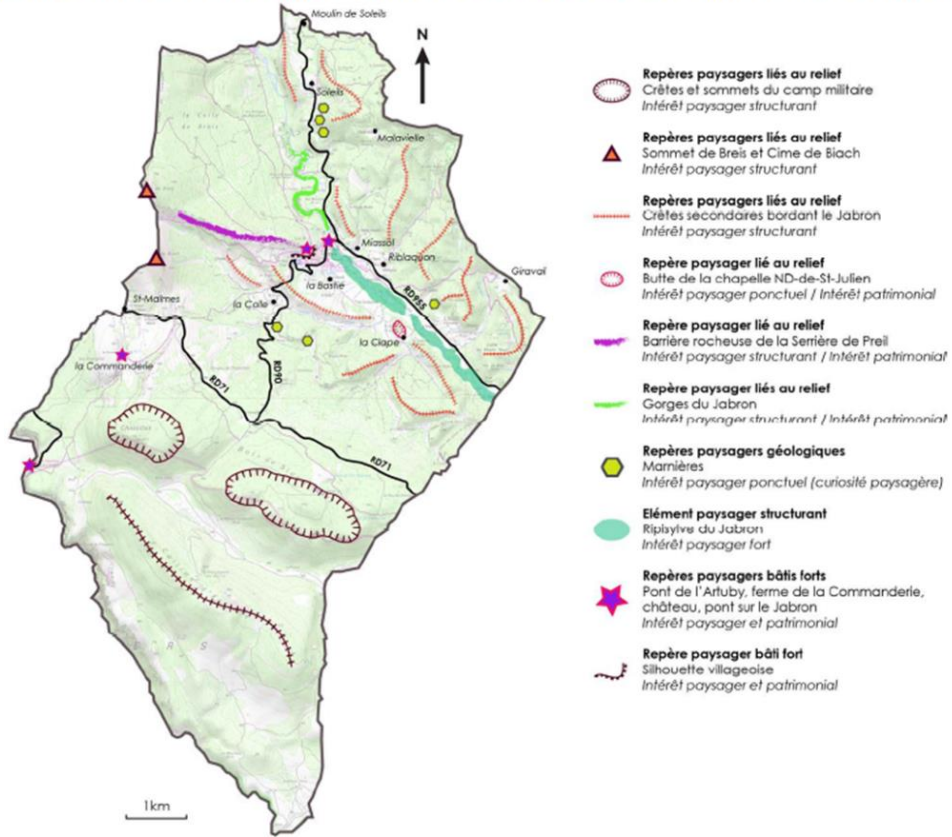 Moulin de Soleils
N
Soleils
la Colle
de Breis
Malavielle
Miassol
Riblaquon
Giraval
la Bastie
RD955
St-Maïmes
la Colle
la Clape
la Commanderie
RD71
RD90
RD71
E R S
1km
Repères paysagers liés au relief
Crêtes et sommets du camp militaire
Intérêt paysager structurant
Repères paysagers liés au relief
Sommet de Breis et Cime de Biach
Intérêt paysager structurant
Repères paysagers liés au relief
Crêtes secondaires bordant le Jabron
Intérêt paysager structurant
Repère paysager lié au relief
Butte de la chapelle ND-de-St-Julien
Intérêt paysager ponctuel / Intérêt patrimonial
Repère paysager lié au relief
Barrière rocheuse de la Serrière de Preil
Intérêt paysager structurant / Intérêt patrimonial
Repère paysager liés au relief
Gorges du Jabron
Intérêt paysager structurant / Intérêt patrimonial
Repères paysagers géologiques
Marnières
Intérêt paysager ponctuel (curiosité paysagère)
Elément paysager structurant
Ripisylve du Jabron
Intérêt paysager fort
Repères paysagers bâtis forts
Pont de l'Artuby, ferme de la Commanderie,
château, pont sur le Jabron
Intérêt paysager et patrimonial
Repère paysager bâti fort
Silhouette villageoise
Intérêt paysager et patrimonial